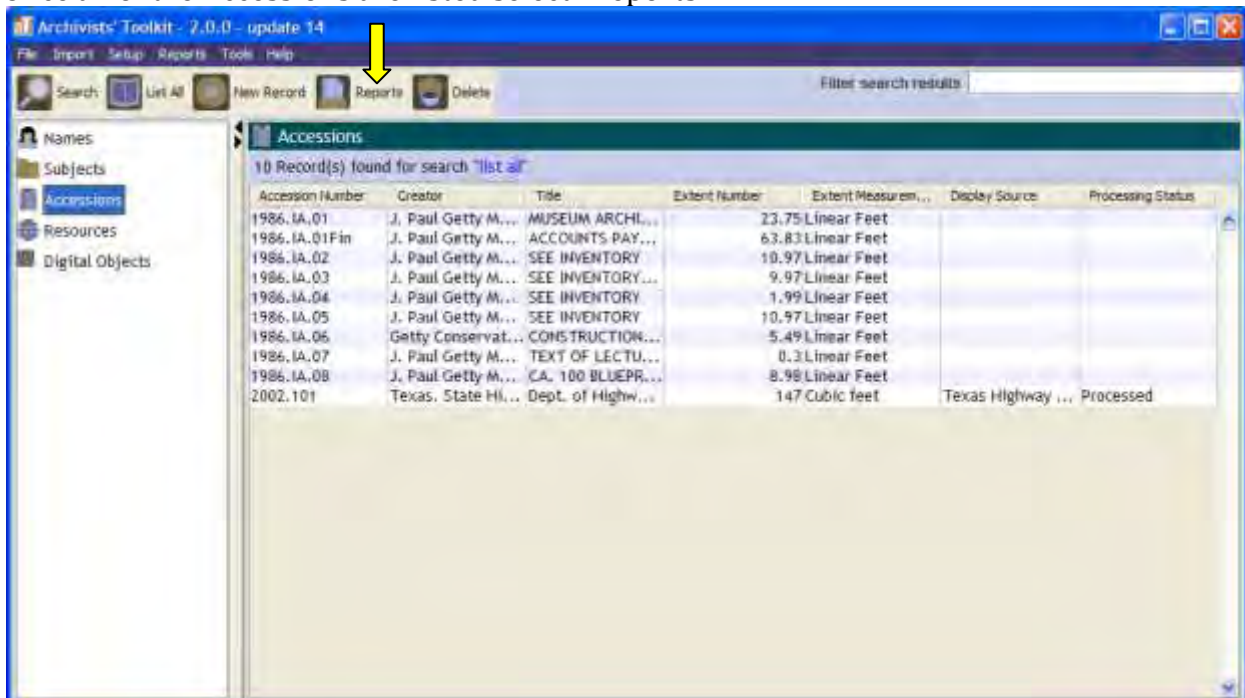 Archivists' Toolkit - 2.0.0 - update 14
File Import Setup Reports Tools Help
Search List All New Record Reports Delete Filter search results
Names
Subjects
Accessions
Resources
Digital Objects
Accessions
10 Record(s) found for search "list all"
Accession Number Creator Title Extent Number Extent Measurem... Display Source Processing Status
1986.IA.01 J. Paul Getty M... MUSEUM ARCHI... 23.75 Linear Feet
1986.IA.01Fin J. Paul Getty M... ACCOUNTS PAY... 63.83 Linear Feet
1986.IA.02 J. Paul Getty M... SEE INVENTORY 10.97 Linear Feet
1986.IA.03 J. Paul Getty M... SEE INVENTORY... 9.97 Linear Feet
1986.IA.04 J. Paul Getty M... SEE INVENTORY 1.99 Linear Feet
1986.IA.05 J. Paul Getty M... SEE INVENTORY 10.97 Linear Feet
1986.IA.06 Getty Conservat... CONSTRUCTION... 5.49 Linear Feet
1986.IA.07 J. Paul Getty M... TEXT OF LECTU... 0.3 Linear Feet
1986.IA.08 J. Paul Getty M... CA. 100 BLUEPR... 8.98 Linear Feet
2002.101 Texas. State Hi... Dept. of Highw... 147 Cubic feet Texas Highway ... Processed